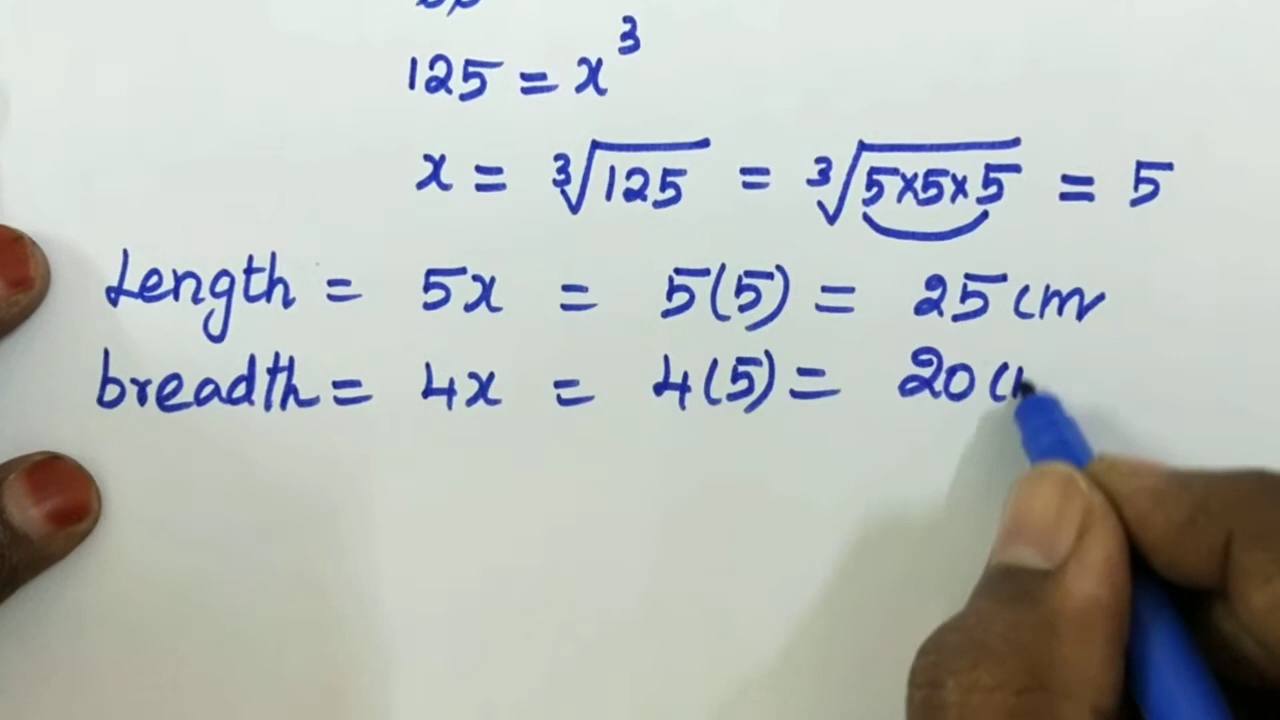 125 = x³
x = ∛125 = ∛5×5×5 = 5
Length = 5x = 5(5) = 25 cm
breadth = 4x = 4(5) = 20